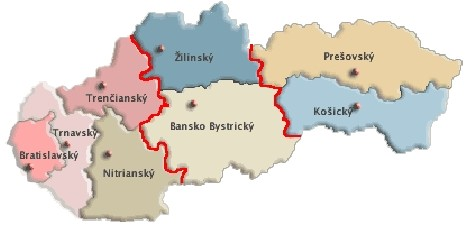 Žilinský
Prešovský
Trenčianský
Košický
Bansko Bystrický
Trnavský
Bratislavský
Nitrianský